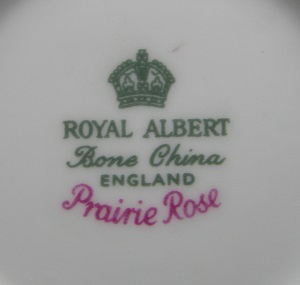 ROYAL ALBERT
Bone China
ENGLAND
Prairie Rose